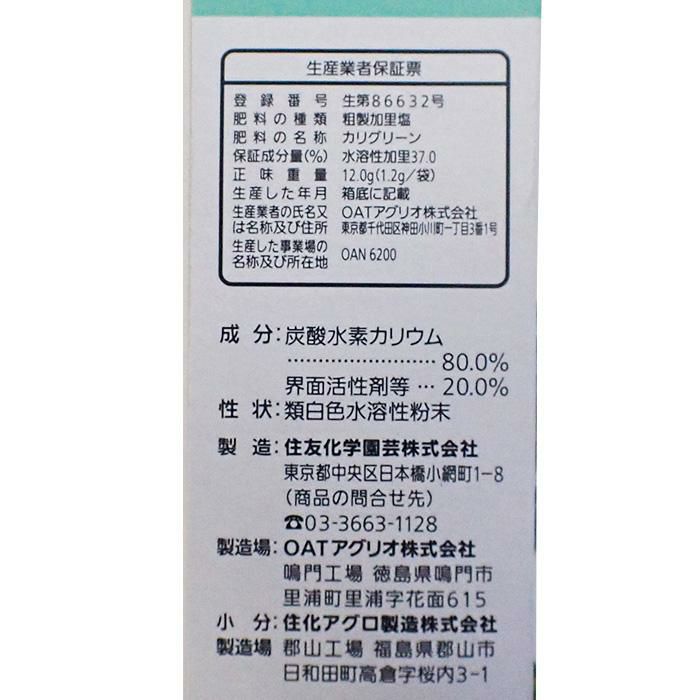 生産業者保証票
登録番号 生第86632号
肥料の種類 粗製加里塩
肥料の名称 カリグリーン
保証成分量(%) 水溶性加里37.0
正味重量 12.0g(1.2g/袋)
生産した年月 箱底に記載
生産業者の氏名又 OATアグリオ株式会社
は名称及び住所 東京都千代田区神田小川町一丁目3番1号
生産した事業場の
名称及び所在地 OAN 6200
成分:炭酸水素カリウム
……………………… 80.0%
界面活性剤等 … 20.0%
性状:類白色水溶性粉末
製造:住友化学園芸株式会社
東京都中央区日本橋小網町1-8
(商品の問合せ先)
☎03-3663-1128
製造場:OATアグリオ株式会社
鳴門工場 徳島県鳴門市
里浦町里浦字花面615
小分:住化アグロ製造株式会社
製造場 郡山工場 福島県郡山市
日和田町高倉字桜内3-1